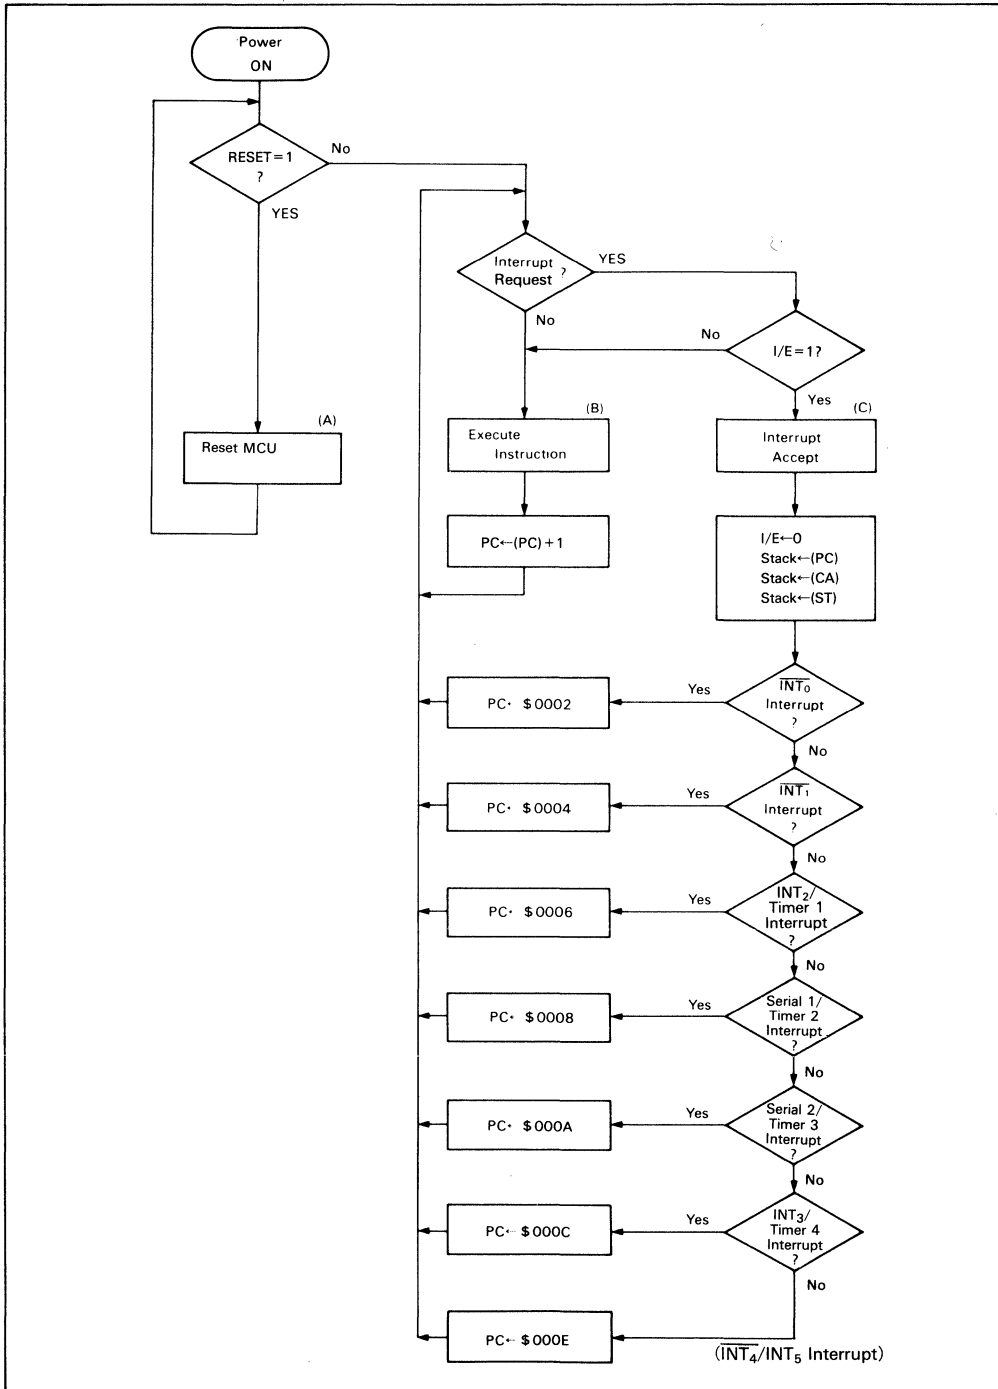 Power
ON
RESET=1
?
No
YES
Interrupt
Request ?
YES
No
I/E=1?
No
Yes
(A)
Reset MCU
(B)
Execute
Instruction
(C)
Interrupt
Accept
PC←(PC)+1
I/E←0
Stack←(PC)
Stack←(CA)
Stack←(ST)
PC· $0002
Yes
INT0
Interrupt
?
No
PC· $0004
Yes
INT1
Interrupt
?
No
PC· $0006
Yes
INT2/
Timer 1
Interrupt
?
No
PC· $0008
Yes
Serial 1/
Timer 2
Interrupt
?
No
PC· $000A
Yes
Serial 2/
Timer 3
Interrupt
?
No
PC← $000C
Yes
INT3/
Timer 4
Interrupt
?
No
PC← $000E
(INT4/INT5 Interrupt)